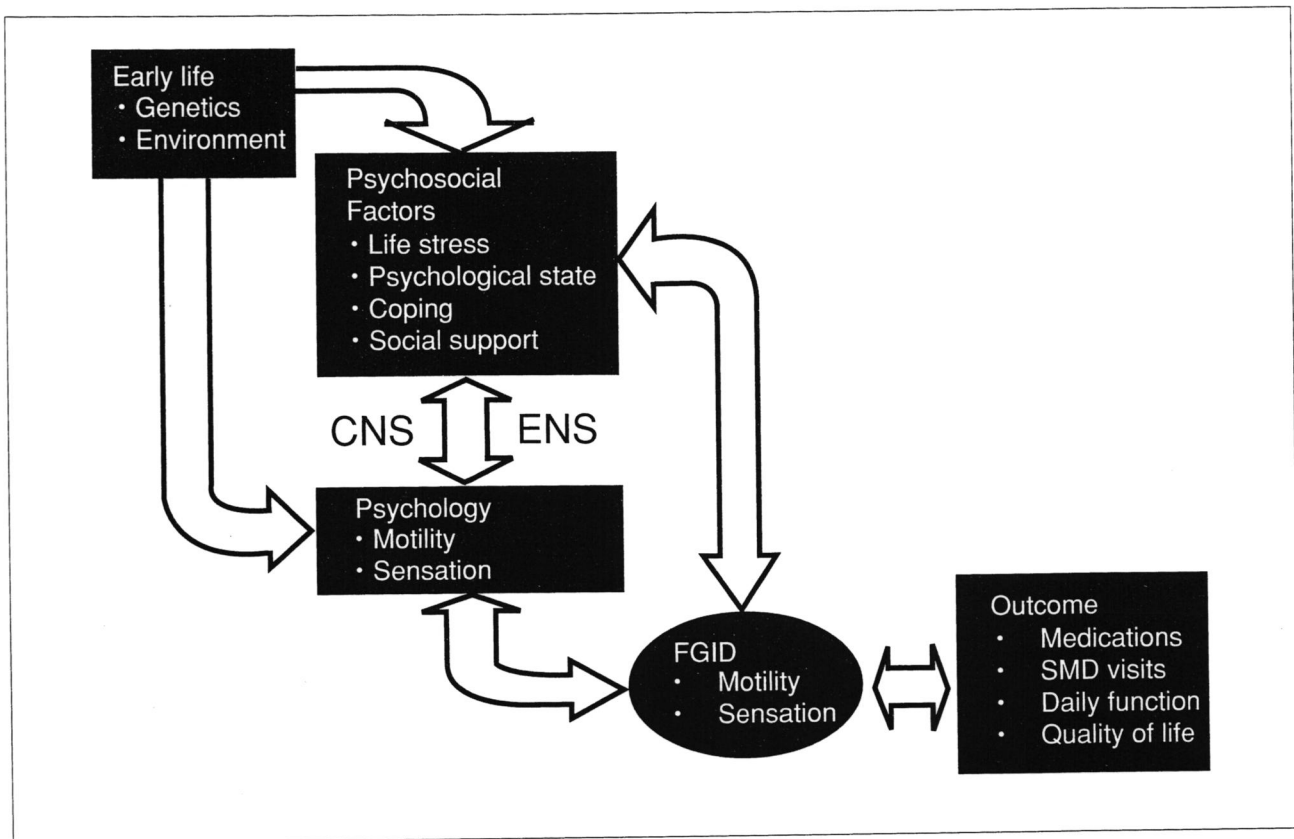 Early life
• Genetics
• Environment
Psychosocial
Factors
• Life stress
• Psychological state
• Coping
• Social support
CNS ENS
Psychology
• Motility
• Sensation
FGID
• Motility
• Sensation
Outcome
• Medications
• SMD visits
• Daily function
• Quality of life